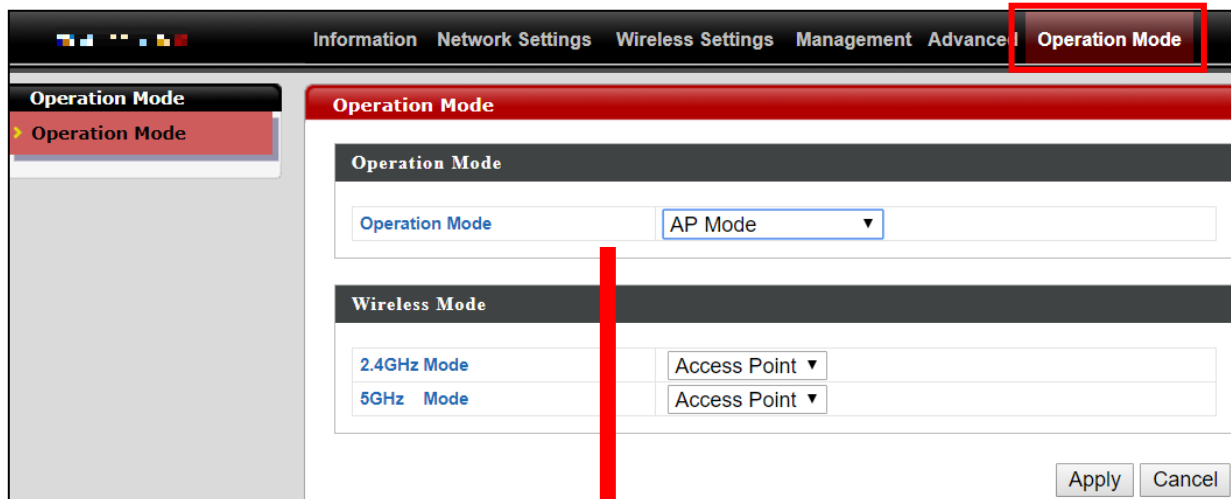 Information Network Settings Wireless Settings Management Advanced Operation Mode
Operation Mode
Operation Mode
Operation Mode
Operation Mode
Operation Mode AP Mode
Wireless Mode
2.4GHz Mode Access Point
5GHz Mode Access Point
Apply Cancel